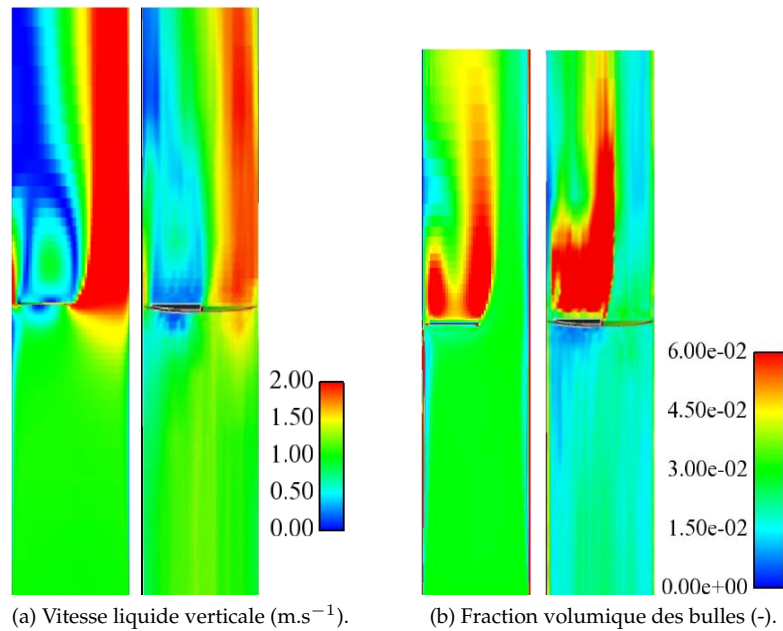 2.00
1.50
1.00
0.50
0.00
6.00e-02
4.50e-02
3.00e-02
1.50e-02
0.00e+00
(a) Vitesse liquide verticale (m.s−1).
(b) Fraction volumique des bulles (-).